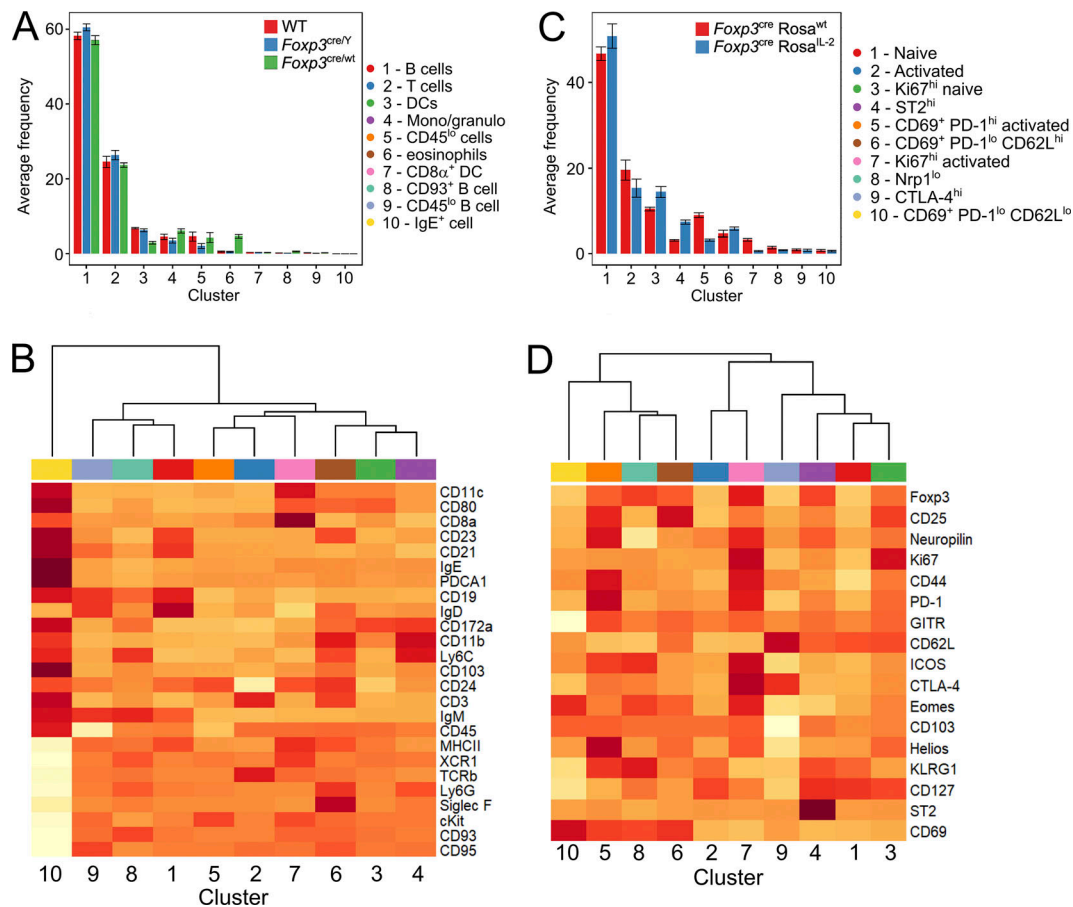 A
WT
Foxp3cre/Y
Foxp3cre/wt
Average frequency
60
40
20
0
1 2 3 4 5 6 7 8 9 10
Cluster
1 - B cells
2 - T cells
3 - DCs
4 - Mono/granulo
5 - CD45lo cells
6 - eosinophils
7 - CD8α+ DC
8 - CD93+ B cell
9 - CD45lo B cell
10 - IgE+ cell
C
Foxp3cre Rosawt
Foxp3cre RosaIL-2
Average frequency
40
20
0
1 2 3 4 5 6 7 8 9 10
Cluster
1 - Naive
2 - Activated
3 - Ki67hi naive
4 - ST2hi
5 - CD69+ PD-1hi activated
6 - CD69+ PD-1lo CD62Lhi
7 - Ki67hi activated
8 - Nrp1lo
9 - CTLA-4hi
10 - CD69+ PD-1lo CD62Llo
B
CD11c
CD80
CD8a
CD23
CD21
IgE
PDCA1
CD19
IgD
CD172a
CD11b
Ly6C
CD103
CD24
CD3
IgM
CD45
MHCII
XCR1
TCRb
Ly6G
Siglec F
cKit
CD93
CD95
10 9 8 1 5 2 7 6 3 4
Cluster
D
Foxp3
CD25
Neuropilin
Ki67
CD44
PD-1
GITR
CD62L
ICOS
CTLA-4
Eomes
CD103
Helios
KLRG1
CD127
ST2
CD69
10 5 8 6 2 7 9 4 1 3
Cluster